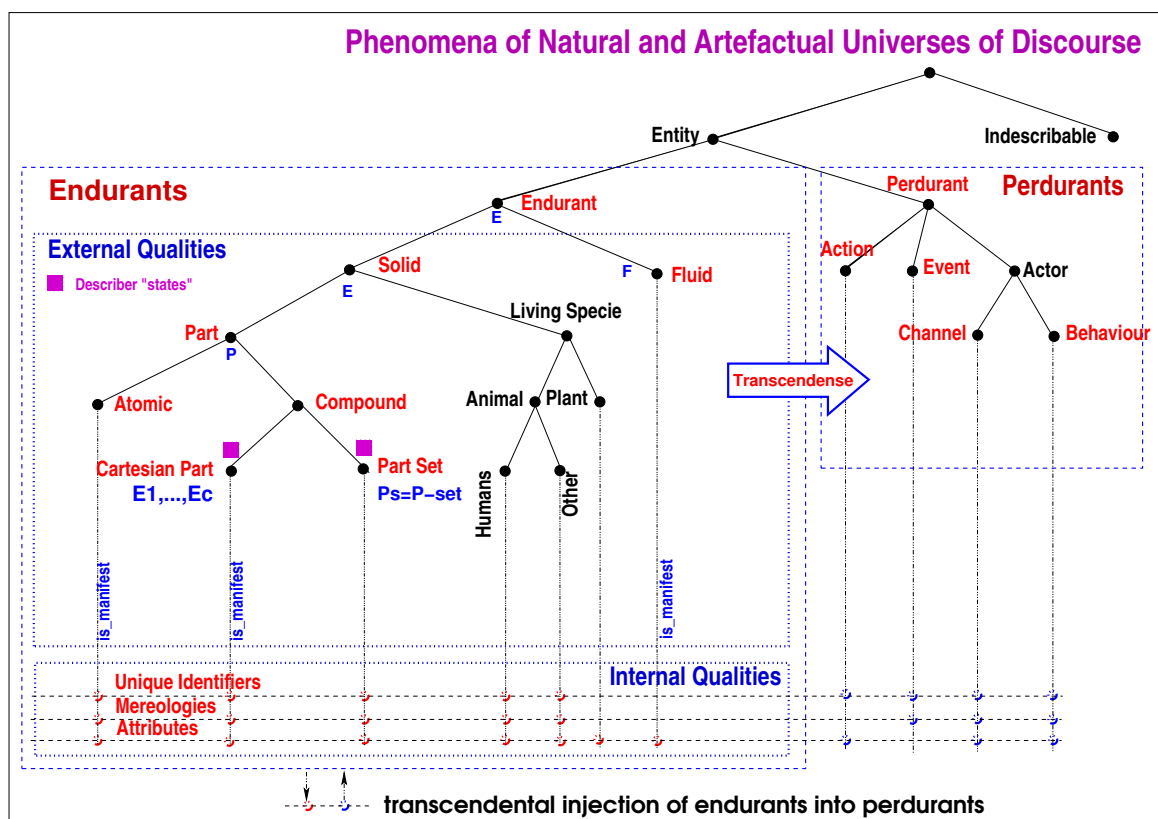 Phenomena of Natural and Artefactual Universes of Discourse
Entity
Indescribable
Endurants
Perdurant
Perdurants
Endurant
E
External Qualities
Action
Event
Actor
Solid
E
F
Fluid
Describer "states"
Living Specie
Part
P
Channel
Behaviour
Transcendense
Atomic
Compound
Animal
Plant
Cartesian Part
E1,...,Ec
Part Set
Ps=P−set
Humans
Other
is_manifest
is_manifest
is_manifest
Internal Qualities
Unique Identifiers
Mereologies
Attributes
transcendental injection of endurants into perdurants